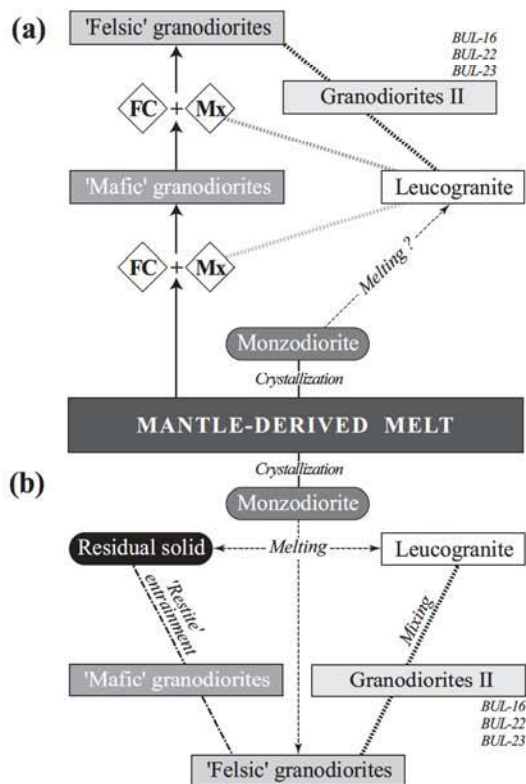 (a)
'Felsic' granodiorites
BUL-16
BUL-22
BUL-23
Granodiorites II
FC + Mx
'Mafic' granodiorites
Leucogranite
FC + Mx
Melting ?
Monzodiorite
Crystallization
MANTLE-DERIVED MELT
Crystallization
(b)
Monzodiorite
Residual solid
Melting
Leucogranite
'Restite'
entrainment
Mixing
'Mafic' granodiorites
Granodiorites II
BUL-16
BUL-22
BUL-23
'Felsic' granodiorites